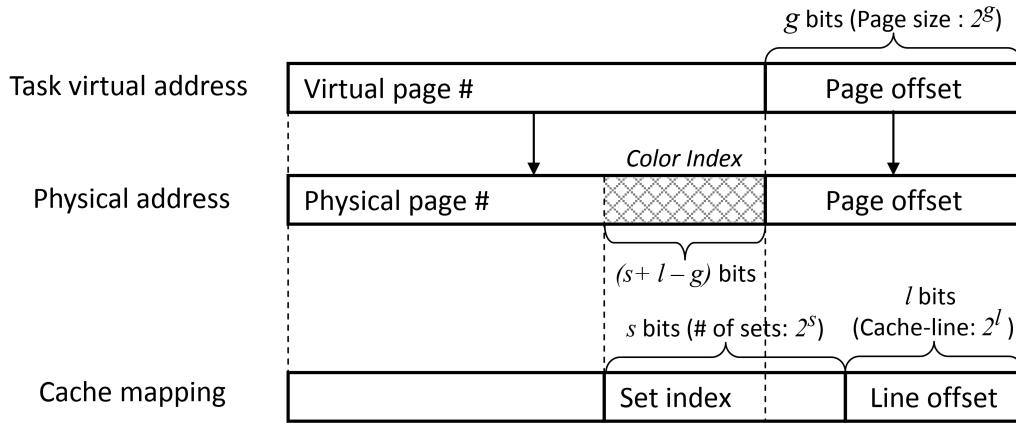 g bits (Page size : 2^g)
Task virtual address
Virtual page #
Page offset
Color Index
Physical address
Physical page #
Page offset
(s+ l – g) bits
l bits
s bits (# of sets: 2^s)
(Cache-line: 2^l )
Cache mapping
Set index
Line offset